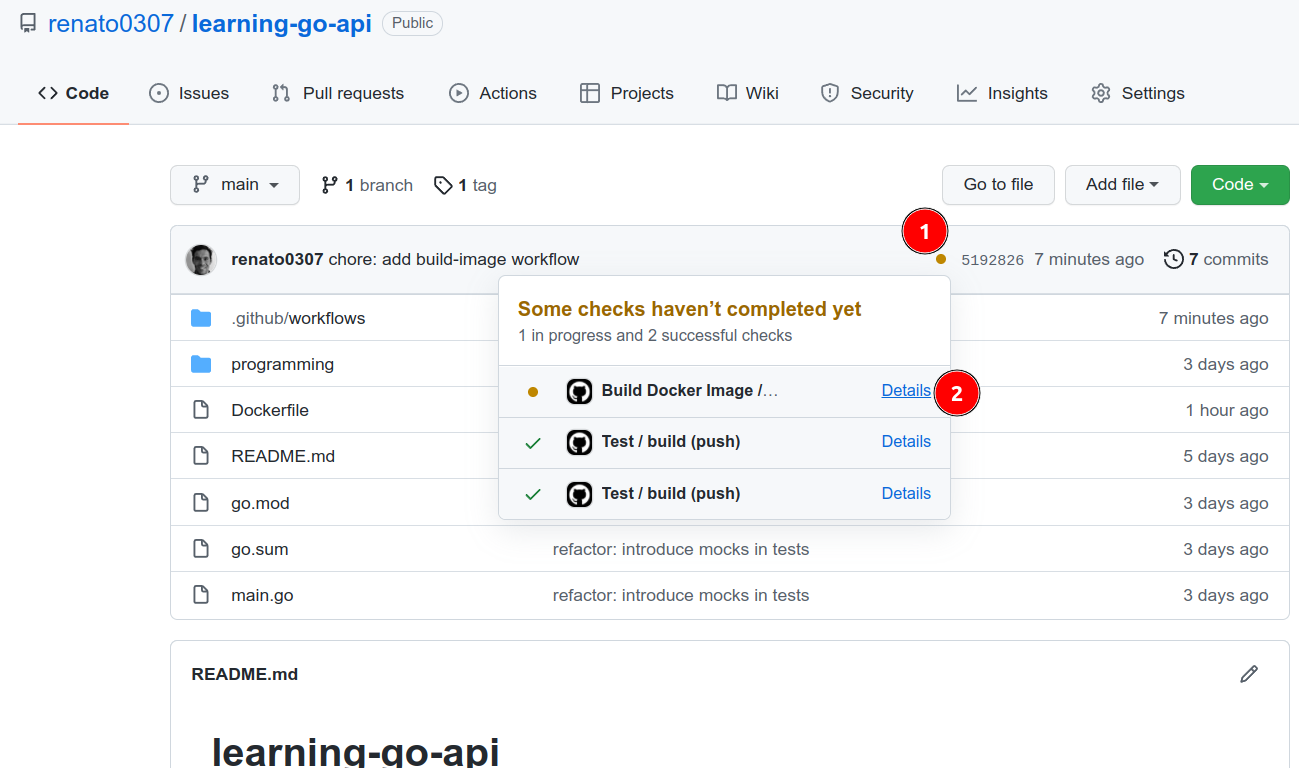 renato0307 / learning-go-api Public
Code Issues Pull requests Actions Projects Wiki Security Insights Settings
main 1 branch 1 tag Go to file Add file Code
1
renato0307 chore: add build-image workflow 5192826 7 minutes ago 7 commits
Some checks haven’t completed yet
1 in progress and 2 successful checks
.github/workflows 7 minutes ago
programming 3 days ago
Build Docker Image /... Details 2
Dockerfile 1 hour ago
Test / build (push) Details
README.md 5 days ago
Test / build (push) Details
go.mod 3 days ago
go.sum refactor: introduce mocks in tests 3 days ago
main.go refactor: introduce mocks in tests 3 days ago
README.md
learning-go-api